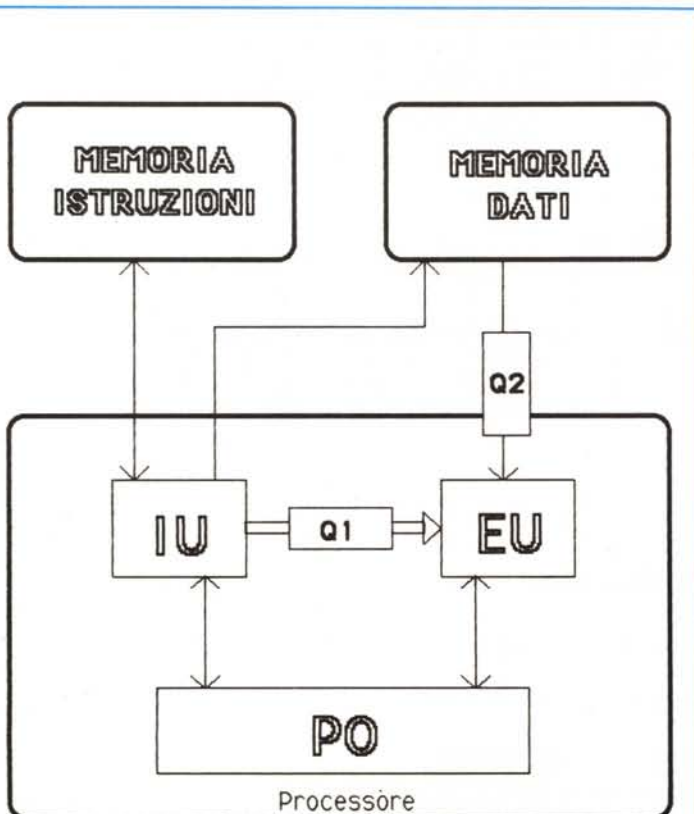 MEMORIA
ISTRUZIONI
MEMORIA
DATI
Q2
IU
Q1
EU
PO
Processore